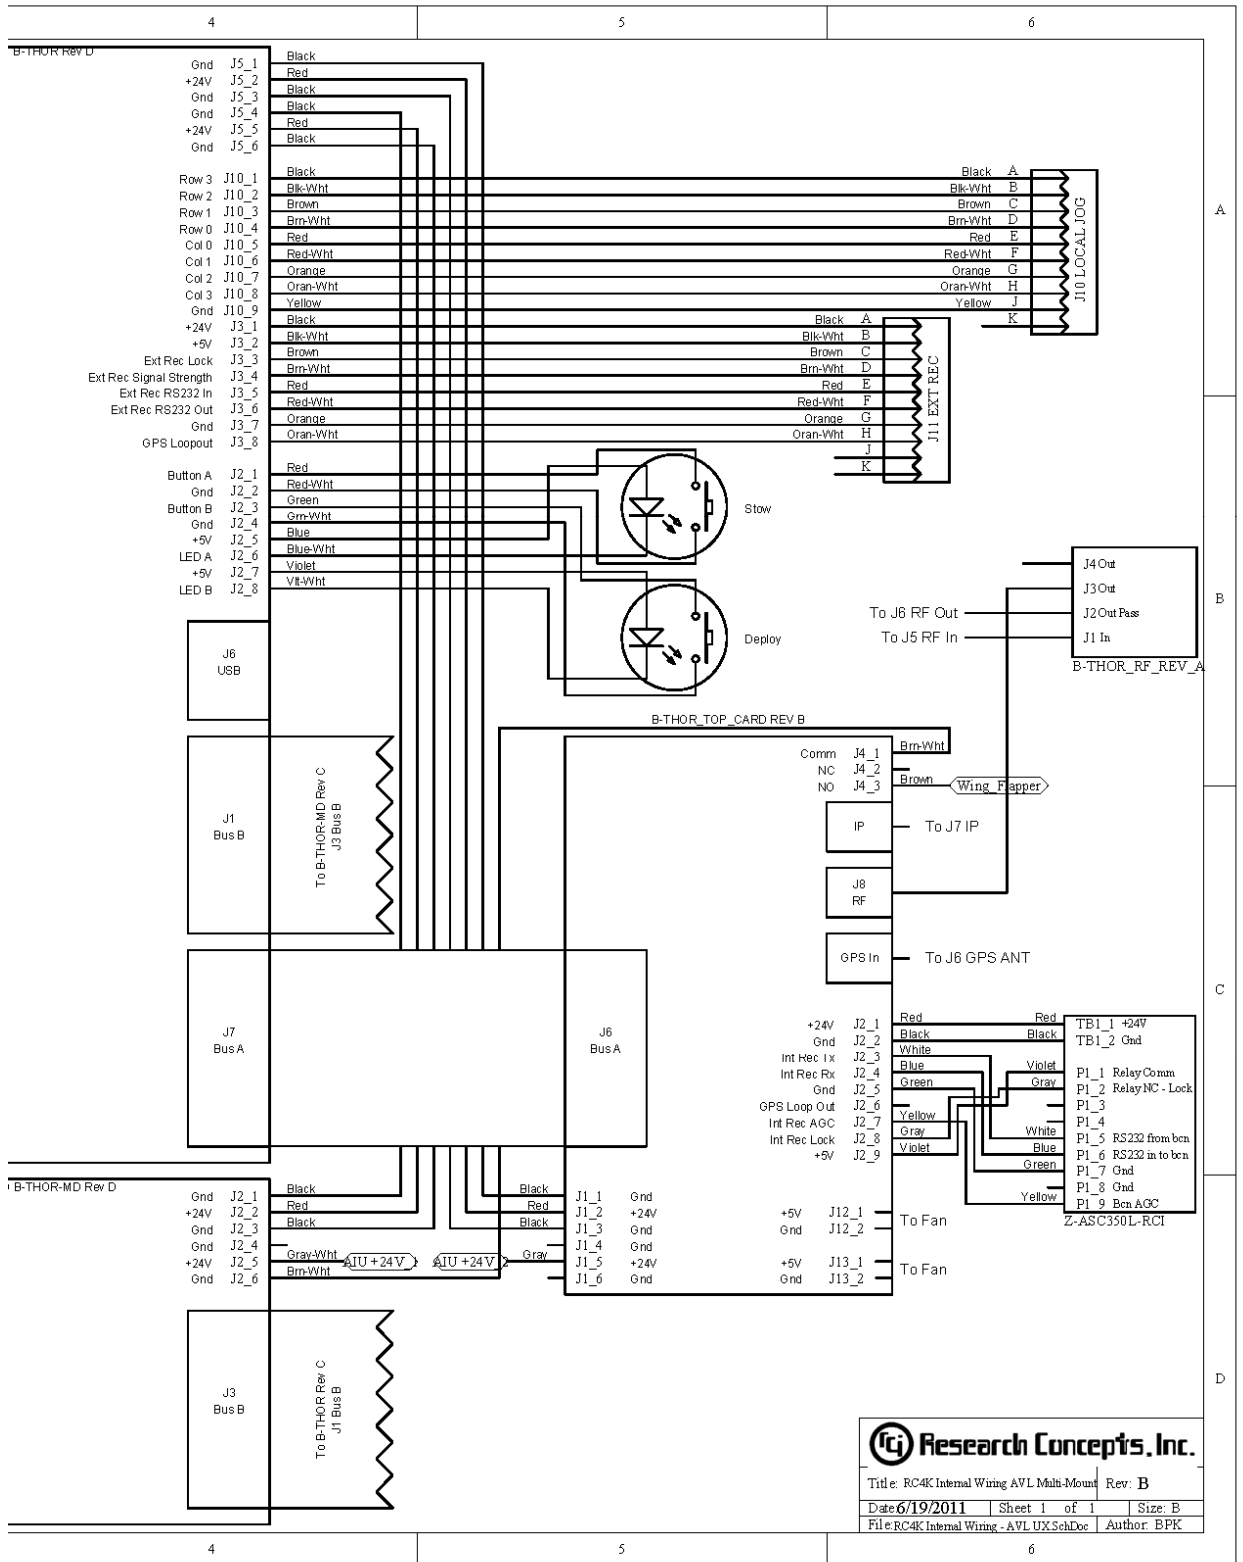 4 5 6
B-THOR Rev D
Gnd J5_1 Black
+24V J5_2 Red
Gnd J5_3 Black
Gnd J5_4 Black
+24V J5_5 Red
Gnd J5_6 Black
Row 3 J10_1 Black Black A
Row 2 J10_2 Blk-Wht Blk-Wht B
Row 1 J10_3 Brown Brown C
Row 0 J10_4 Brn-Wht Brn-Wht D
Col 0 J10_5 Red Red E
Col 1 J10_6 Red-Wht Red-Wht F
Col 2 J10_7 Orange Orange G
Col 3 J10_8 Oran-Wht Oran-Wht H
Gnd J10_9 Yellow Yellow J
K
J10 LOCAL JOG
A
+24V J3_1 Black Black A
+5V J3_2 Blk-Wht Blk-Wht B
Ext Rec Lock J3_3 Brown Brown C
Ext Rec Signal Strength J3_4 Brn-Wht Brn-Wht D
Ext Rec RS232 In J3_5 Red Red E
Ext Rec RS232 Out J3_6 Red-Wht Red-Wht F
Gnd J3_7 Orange Orange G
GPS Loopout J3_8 Oran-Wht Oran-Wht H
J
K
J11 EXT REC
Button A J2_1 Red
Gnd J2_2 Red-Wht
Button B J2_3 Green
Gnd J2_4 Grn-Wht
+5V J2_5 Blue
LED A J2_6 Blue-Wht
+5V J2_7 Violet
LED B J2_8 Vlt-Wht
Stow
Deploy
J4 Out
J3 Out
To J6 RF Out J2 Out Pass
To J5 RF In J1 In
B-THOR_RF_REV_A
B
J6
USB
J1
Bus B
To B-THOR-MD Rev C
J3 Bus B
B-THOR_TOP_CARD REV B
Comm J4_1 Brn-Wht
NC J4_2
NO J4_3 Brown Wing_Flapper
IP To J7 IP
J8
RF
GPS In To J6 GPS ANT
C
J7
Bus A
J6
Bus A
+24V J2_1 Red Red TB1_1 +24V
Gnd J2_2 Black Black TB1_2 Gnd
Int Rec Tx J2_3 White
Int Rec Rx J2_4 Blue Violet P1_1 Relay Comm
Gnd J2_5 Green Gray P1_2 Relay NC - Lock
GPS Loop Out J2_6 P1_3
Int Rec AGC J2_7 Yellow P1_4
Int Rec Lock J2_8 Gray White P1_5 RS232 from bcn
+5V J2_9 Violet Blue P1_6 RS232 in to bcn
Green P1_7 Gnd
P1_8 Gnd
Yellow P1_9 Bcn AGC
Z-ASC350L-RCI
B-THOR-MD Rev D
Gnd J2_1 Black Black J1_1 Gnd
+24V J2_2 Red Red J1_2 +24V +5V J12_1
Gnd J2_3 Black Black J1_3 Gnd Gnd J12_2
To Fan
Gnd J2_4 J1_4 Gnd
+24V J2_5 Gray-Wht AIU +24V_1 AIU +24V_2 Gray J1_5 +24V +5V J13_1
Gnd J2_6 Brn-Wht J1_6 Gnd Gnd J13_2
To Fan
J3
Bus B
To B-THOR Rev C
J1 Bus B
D
rci Research Concepts, Inc.
Title: RC4K Internal Wiring AVL Multi-Mount Rev: B
Date: 6/19/2011 Sheet 1 of 1 Size: B
File: RC4K Internal Wiring - AVL UX.SchDoc Author: BPK
4 5 6